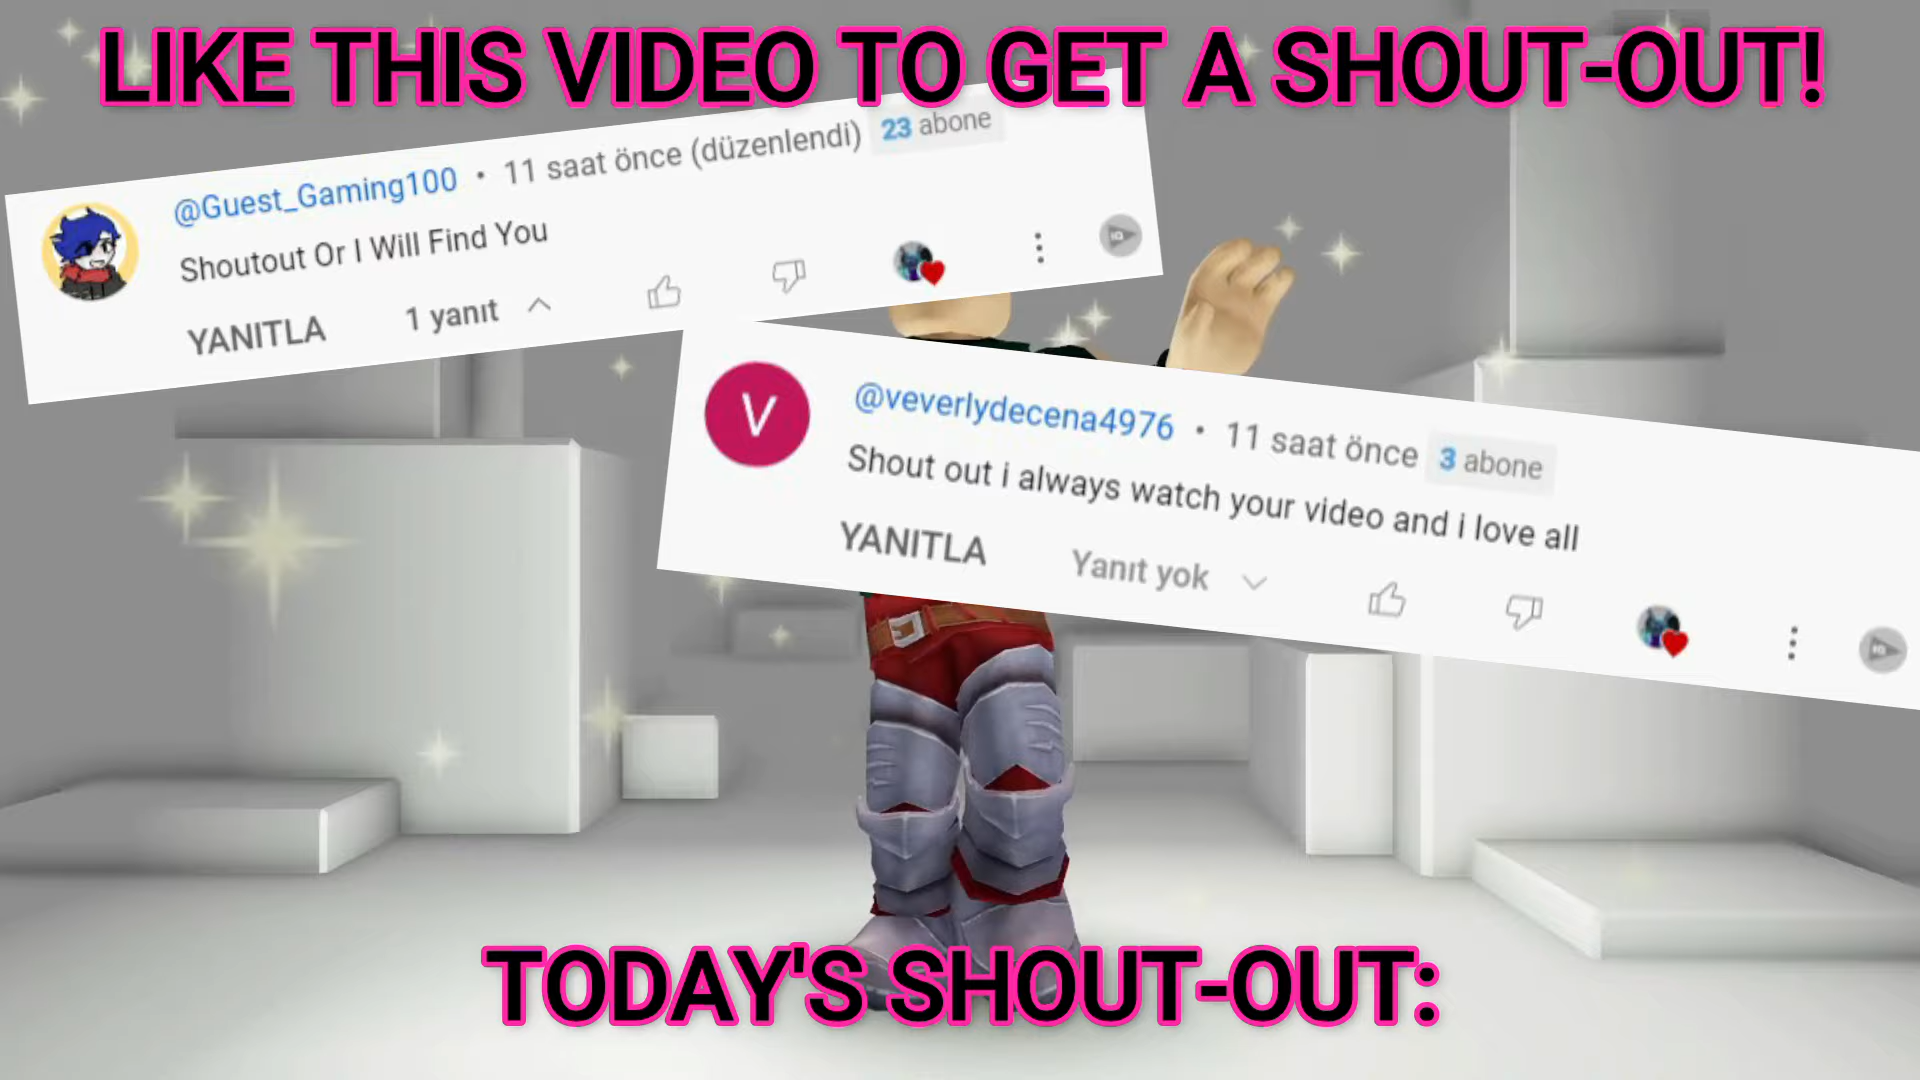 LIKE THIS VIDEO TO GET A SHOUT-OUT!
@Guest_Gaming100 • 11 saat önce (düzenlendi) 23 abone
Shoutout Or I Will Find You
YANITLA 1 yanıt
V
@veverlydecena4976 • 11 saat önce 3 abone
Shout out i always watch your video and i love all
YANITLA Yanıt yok
TODAY'S SHOUT-OUT: